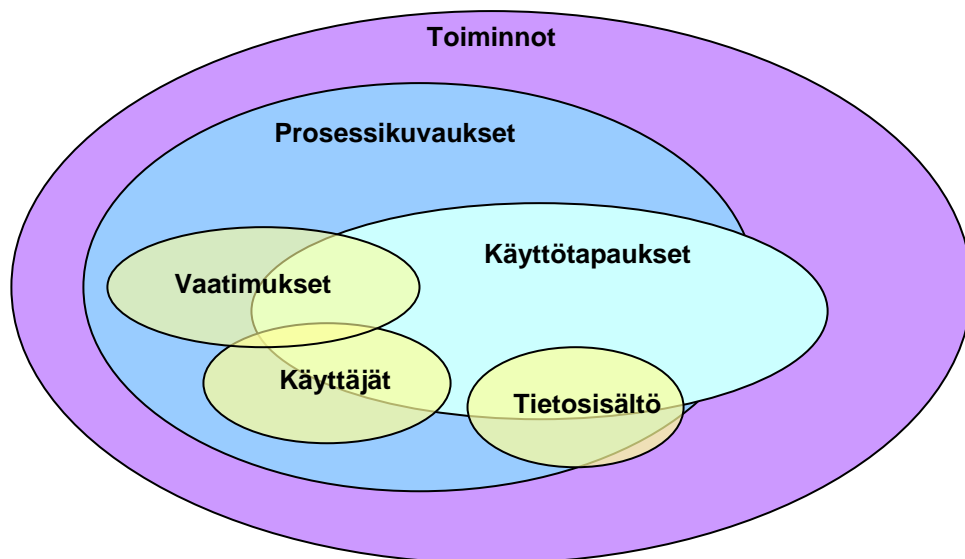 Toiminnot
Prosessikuvaukset
Käyttötapaukset
Vaatimukset
Käyttäjät
Tietosisältö